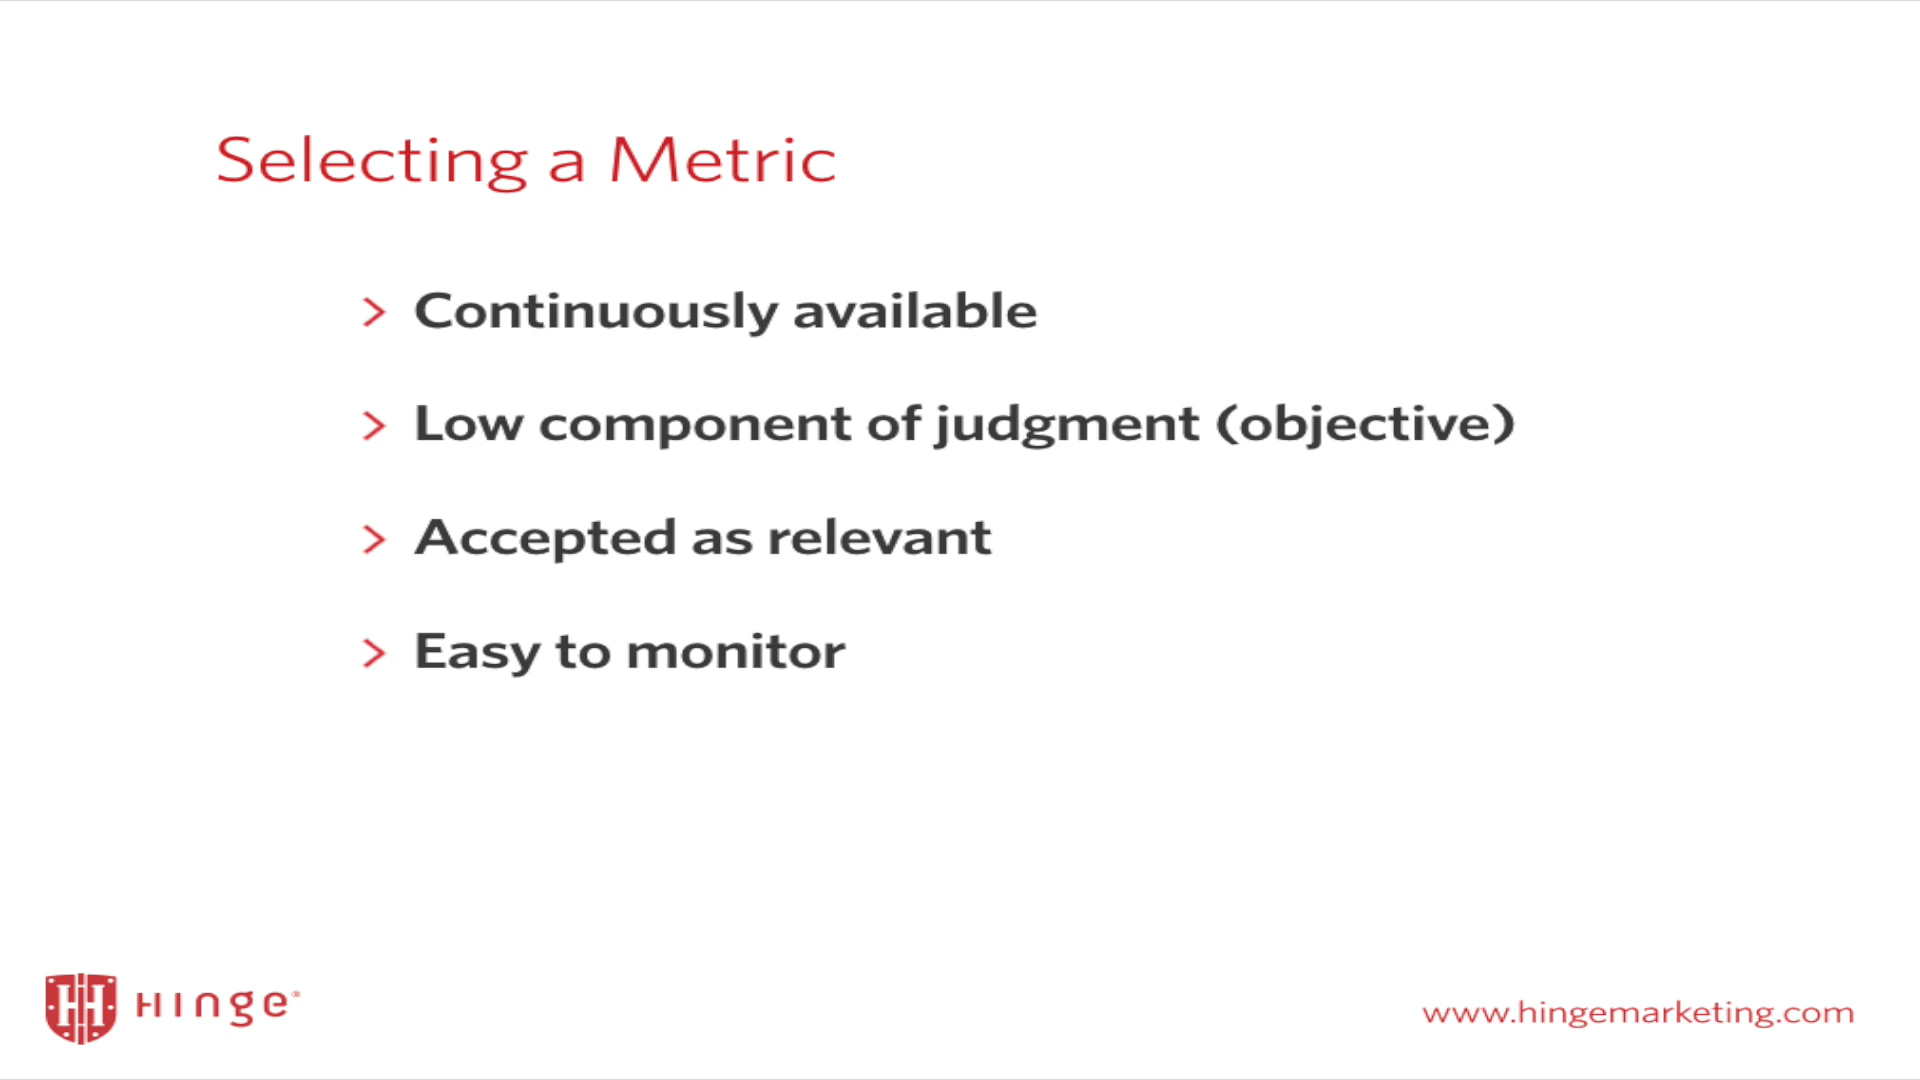 Selecting a Metric
> Continuously available
> Low component of judgment (objective)
> Accepted as relevant
> Easy to monitor
Hinge®
www.hingemarketing.com